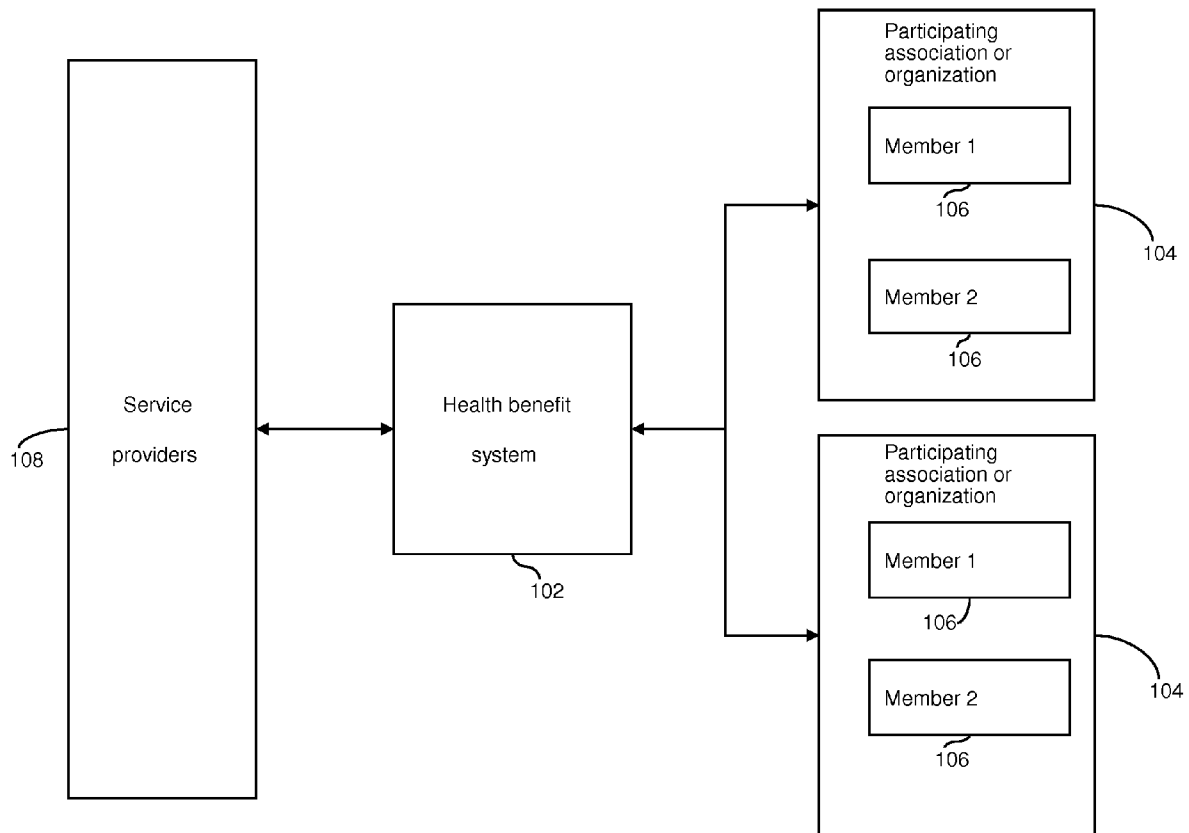 Participating
association or
organization
Member 1
106
Member 2
106
104
Service
providers
108
Health benefit
system
102
Participating
association or
organization
Member 1
106
Member 2
106
104